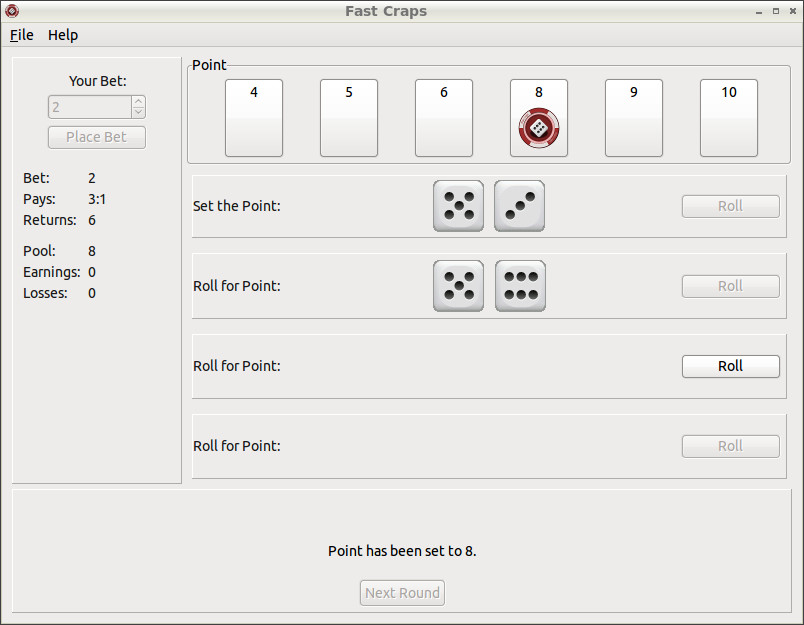 Fast Craps
File Help
Your Bet:
2
Place Bet
Bet: 2
Pays: 3:1
Returns: 6
Pool: 8
Earnings: 0
Losses: 0
Point
4 5 6 8 9 10
Set the Point: Roll
Roll for Point: Roll
Roll for Point: Roll
Roll for Point: Roll
Point has been set to 8.
Next Round